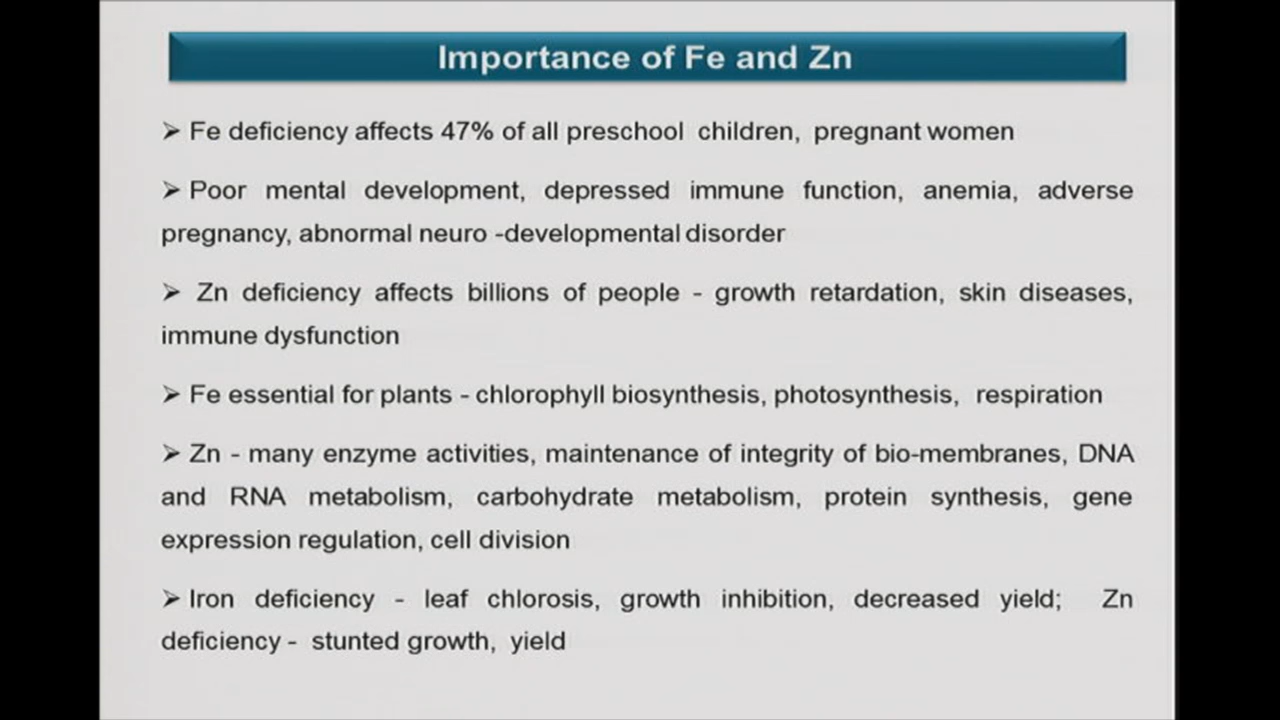 Importance of Fe and Zn
➢ Fe deficiency affects 47% of all preschool children, pregnant women
➢ Poor mental development, depressed immune function, anemia, adverse
pregnancy, abnormal neuro -developmental disorder
➢ Zn deficiency affects billions of people - growth retardation, skin diseases,
immune dysfunction
➢ Fe essential for plants - chlorophyll biosynthesis, photosynthesis, respiration
➢ Zn - many enzyme activities, maintenance of integrity of bio-membranes, DNA
and RNA metabolism, carbohydrate metabolism, protein synthesis, gene
expression regulation, cell division
➢ Iron deficiency - leaf chlorosis, growth inhibition, decreased yield; Zn
deficiency - stunted growth, yield